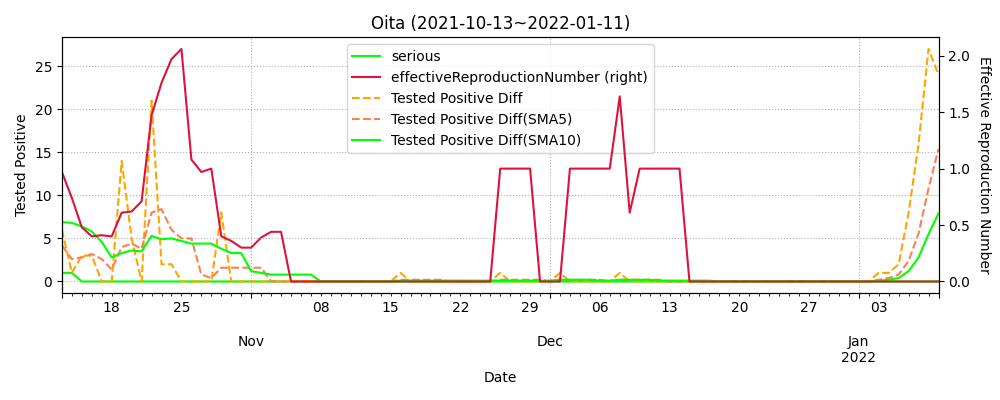 Oita (2021-10-13~2022-01-11)
serious
effectiveReproductionNumber (right)
Tested Positive Diff
Tested Positive Diff(SMA5)
Tested Positive Diff(SMA10)
Tested Positive
25
20
15
10
5
0
2.0
1.5
1.0
0.5
0.0
Effective Reproduction Number
18 25 08 15 22 29 06 13 20 27 03
Nov Dec Jan
2022
Date